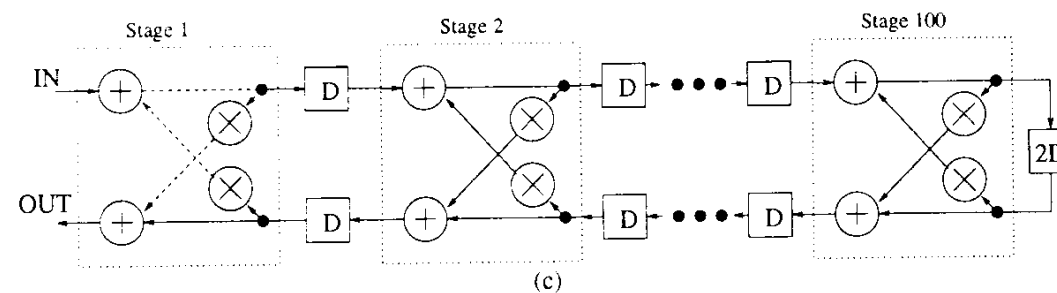 Stage 1
Stage 2
Stage 100
IN
D
D
D
2D
OUT
D
D
D
(c)